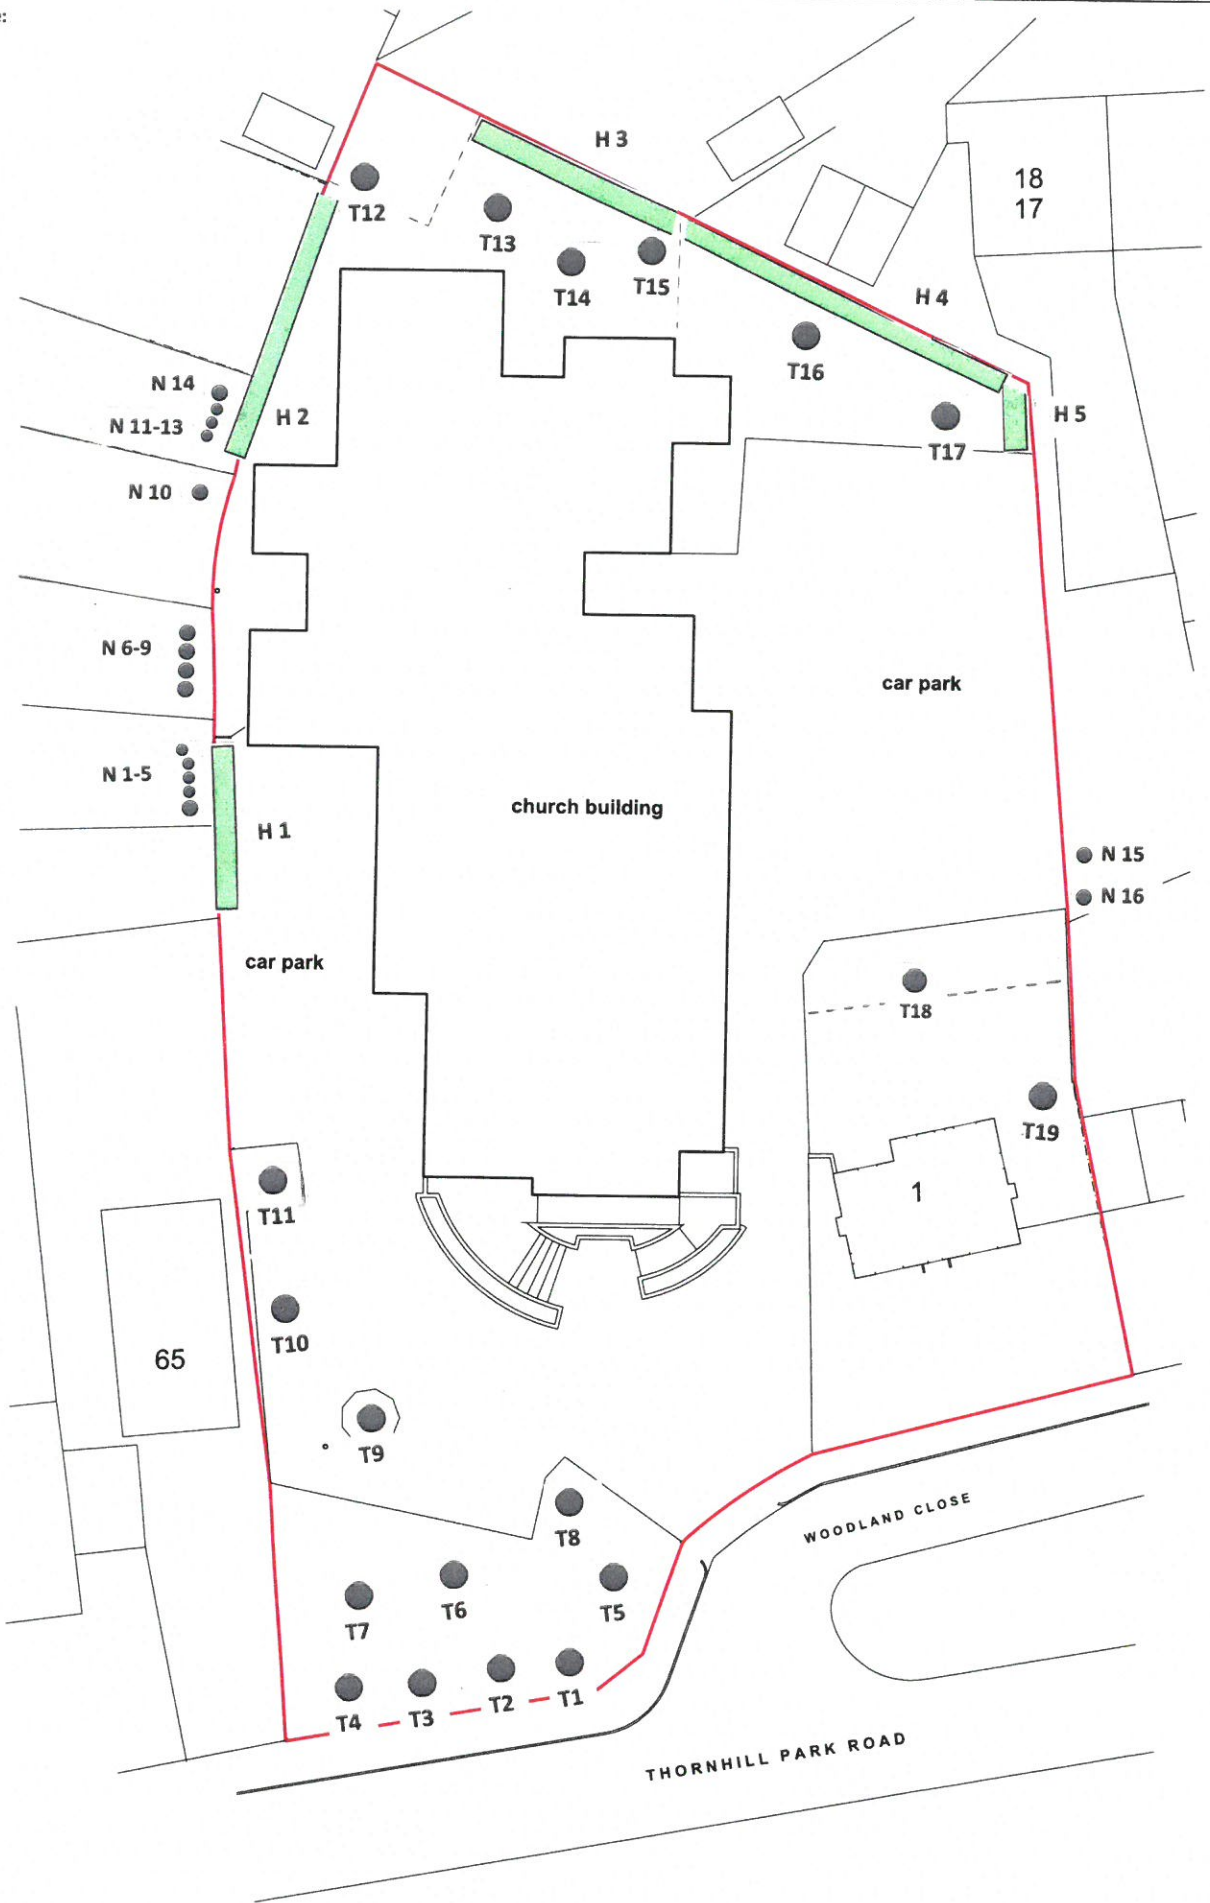 H 3
18
17
T12
T13
T15
T14
H 4
T16
N 14
H 2
N 11-13
H 5
T17
N 10
N 6-9
car park
N 1-5
church building
H 1
N 15
N 16
car park
T18
T19
1
T11
T10
65
T9
WOODLAND CLOSE
T8
T6
T5
T7
T1
T2
T3
T4
THORNHILL PARK ROAD